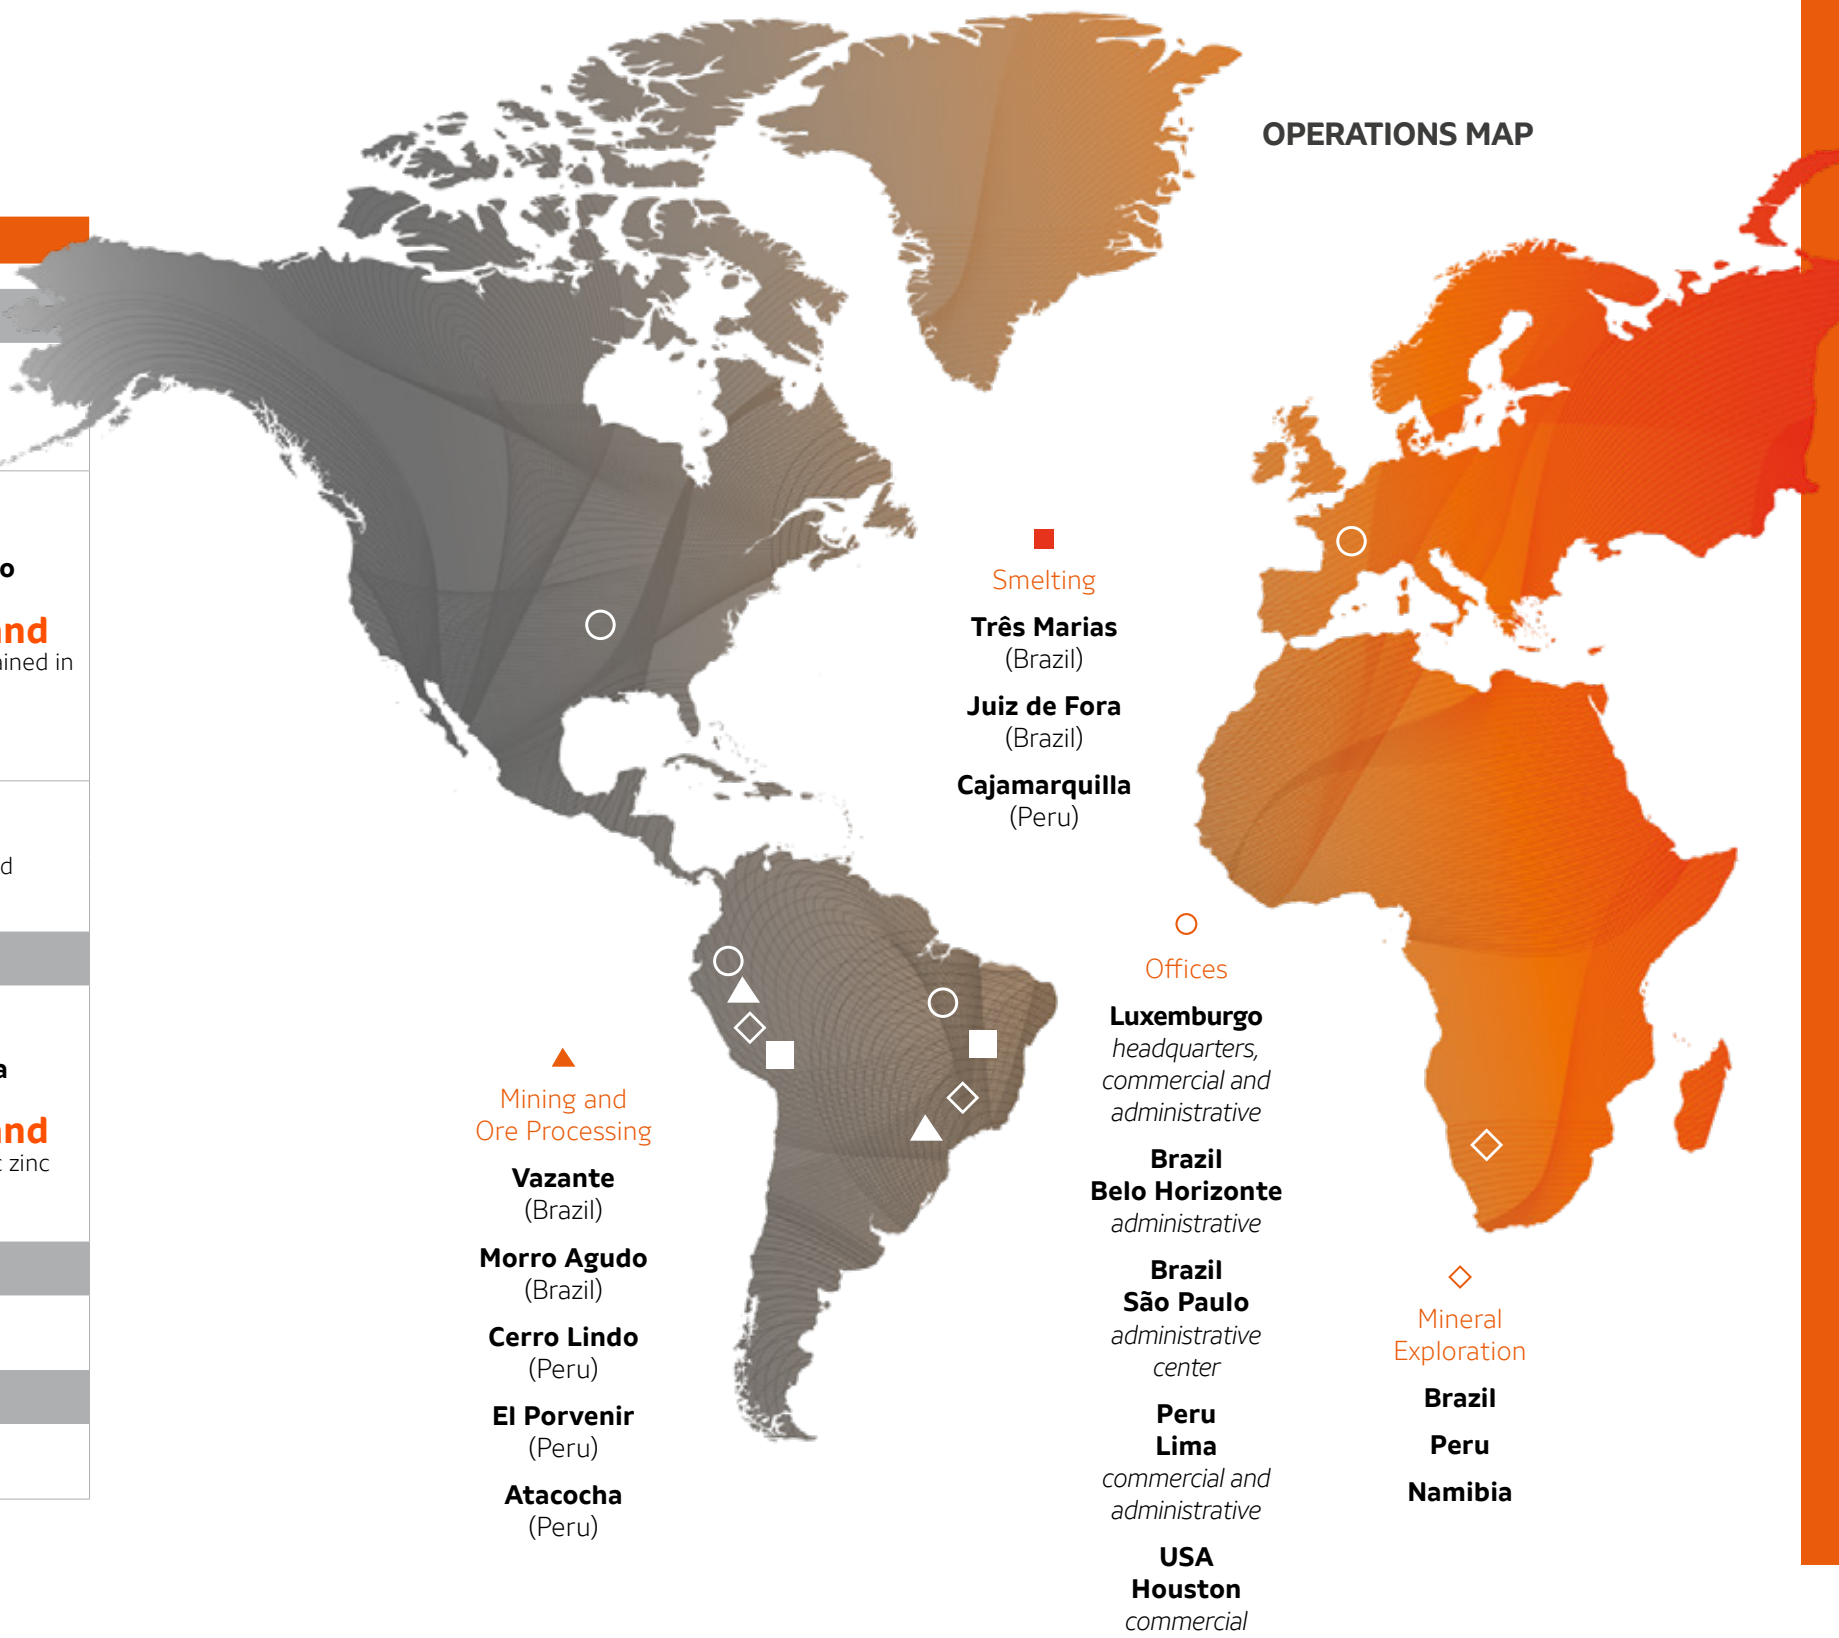 OPERATIONS MAP
ained in
zinc
Smelting
Três Marias
(Brazil)
Juiz de Fora
(Brazil)
Cajamarquilla
(Peru)
Mining and
Ore Processing
Vazante
(Brazil)
Morro Agudo
(Brazil)
Cerro Lindo
(Peru)
El Porvenir
(Peru)
Atacocha
(Peru)
Offices
Luxemburgo
headquarters,
commercial and
administrative
Brazil
Belo Horizonte
administrative
Brazil
São Paulo
administrative
center
Peru
Lima
commercial and
administrative
USA
Houston
commercial
Mineral
Exploration
Brazil
Peru
Namibia